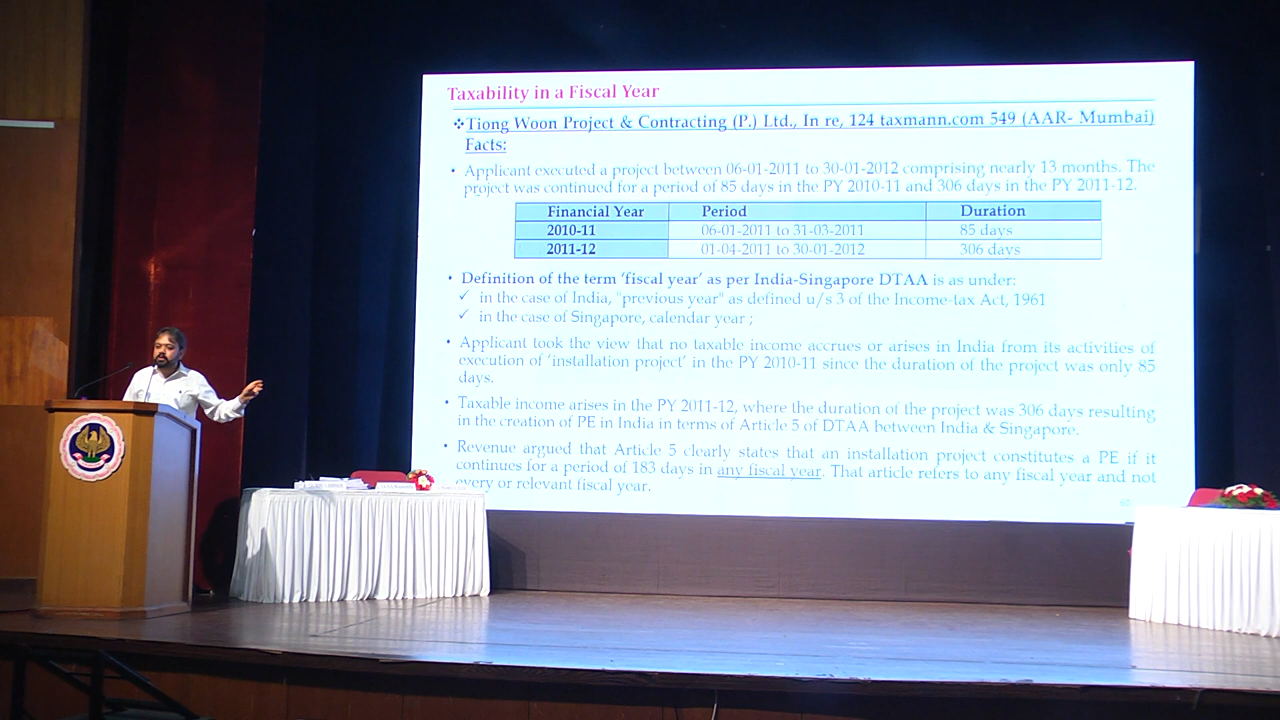 Taxability in a Fiscal Year
❖Tiong Woon Project & Contracting (P.) Ltd., In re, 124 taxmann.com 549 (AAR- Mumbai)
Facts:
• Applicant executed a project between 06-01-2011 to 30-01-2012 comprising nearly 13 months. The
project was continued for a period of 85 days in the PY 2010-11 and 306 days in the PY 2011-12.
Financial Year Period Duration
2010-11 06-01-2011 to 31-03-2011 85 days
2011-12 01-04-2011 to 30-01-2012 306 days
• Definition of the term 'fiscal year' as per India-Singapore DTAA is as under:
✓ in the case of India, "previous year" as defined u/s 3 of the Income-tax Act, 1961
✓ in the case of Singapore, calendar year ;
• Applicant took the view that no taxable income accrues or arises in India from its activities of
execution of 'installation project' in the PY 2010-11 since the duration of the project was only 85
days.
• Taxable income arises in the PY 2011-12, where the duration of the project was 306 days resulting
in the creation of PE in India in terms of Article 5 of DTAA between India & Singapore.
• Revenue argued that Article 5 clearly states that an installation project constitutes a PE if it
continues for a period of 183 days in any fiscal year. That article refers to any fiscal year and not
every or relevant fiscal year.